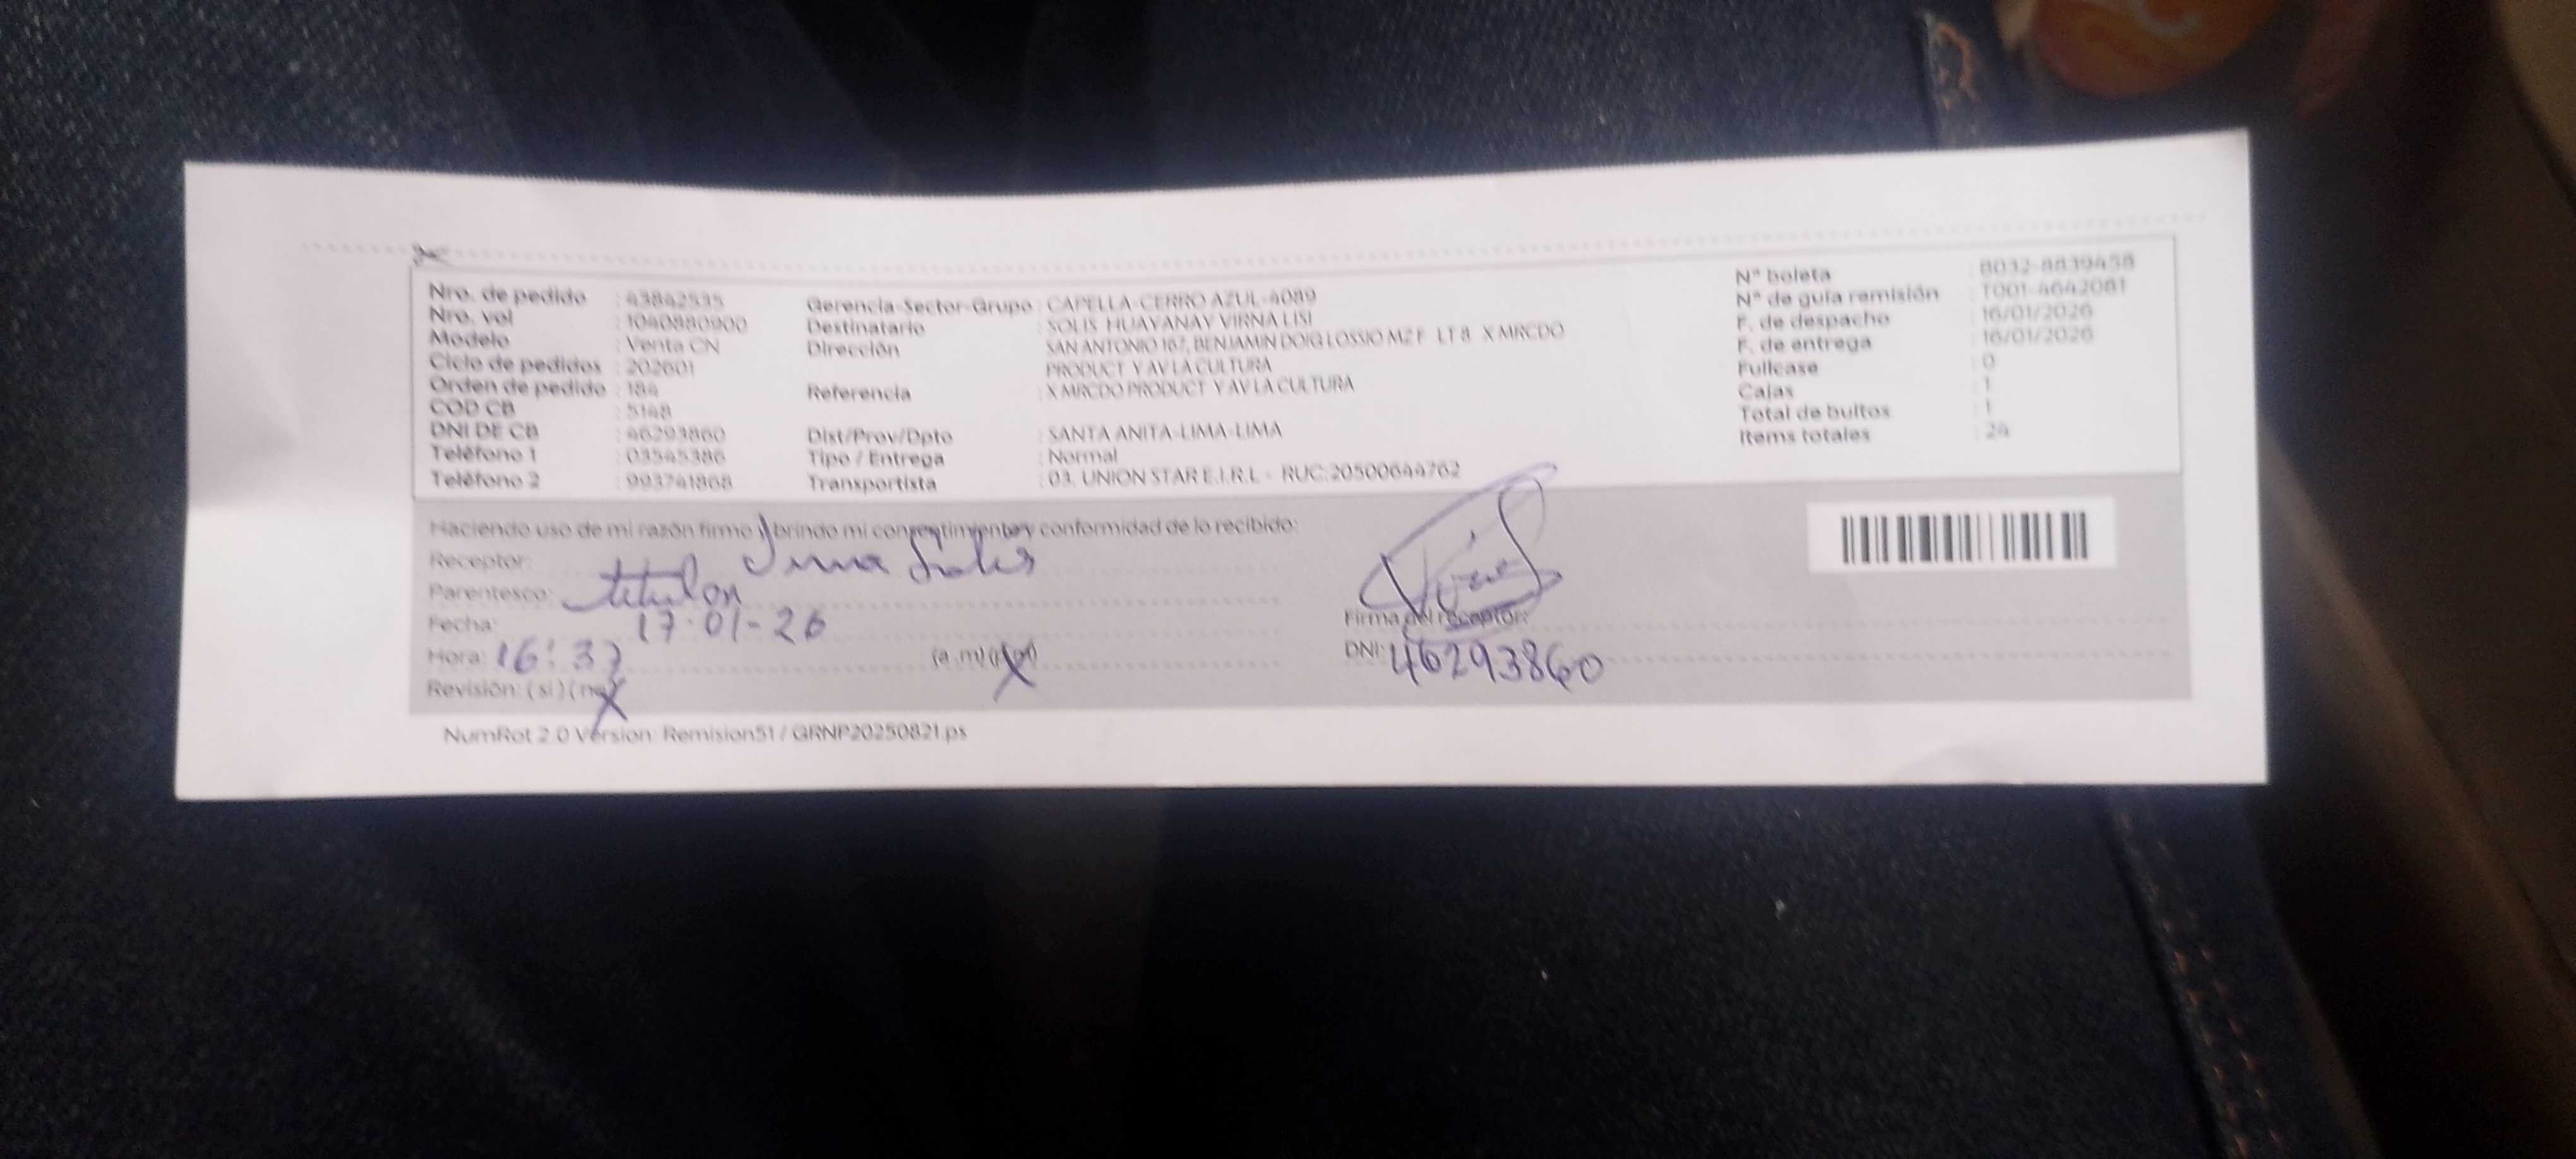 Nro. de pedido : 43842535
Nro. vol : 1040880900
Modelo : Venta CN
Ciclo de pedidos : 202601
Orden de pedido : 184
COD CB : 5148
DNI DE CB : 46293860
Teléfono 1 : 03545386
Teléfono 2 : 993741868
Gerencia-Sector-Grupo : CAPELLA-CERRO AZUL-4089
Destinatario : SOLIS HUAYANAY VIRNA LISI
Dirección : SAN ANTONIO 167, BENJAMIN DOIG LOSSIO MZ F LT 8 X MRCDO
PRODUCT Y AV LA CULTURA
Referencia : X MRCDO PRODUCT Y AV LA CULTURA
Dist/Prov/Dpto : SANTA ANITA-LIMA-LIMA
Tipo / Entrega : Normal
Transportista : 03. UNION STAR E.I.R.L - RUC:20500644762
N° boleta : B032-8839458
N° de guía remisión : T001-4642081
F. de despacho : 16/01/2026
F. de entrega : 16/01/2026
Fullcase : 0
Cajas : 1
Total de bultos : 1
Items totales : 24
Haciendo uso de mi razón firmo y brindo mi consentimiento y conformidad de lo recibido:
Receptor: Solis
Parentesco: titular
Fecha: 17-01-26
Hora: 16:37 (a.m)(p.m)
Revisión: (si)(no)
Firma del receptor:
DNI: 46293860
NumRot 2.0 Version: Remision51 / GRNP20250821.ps